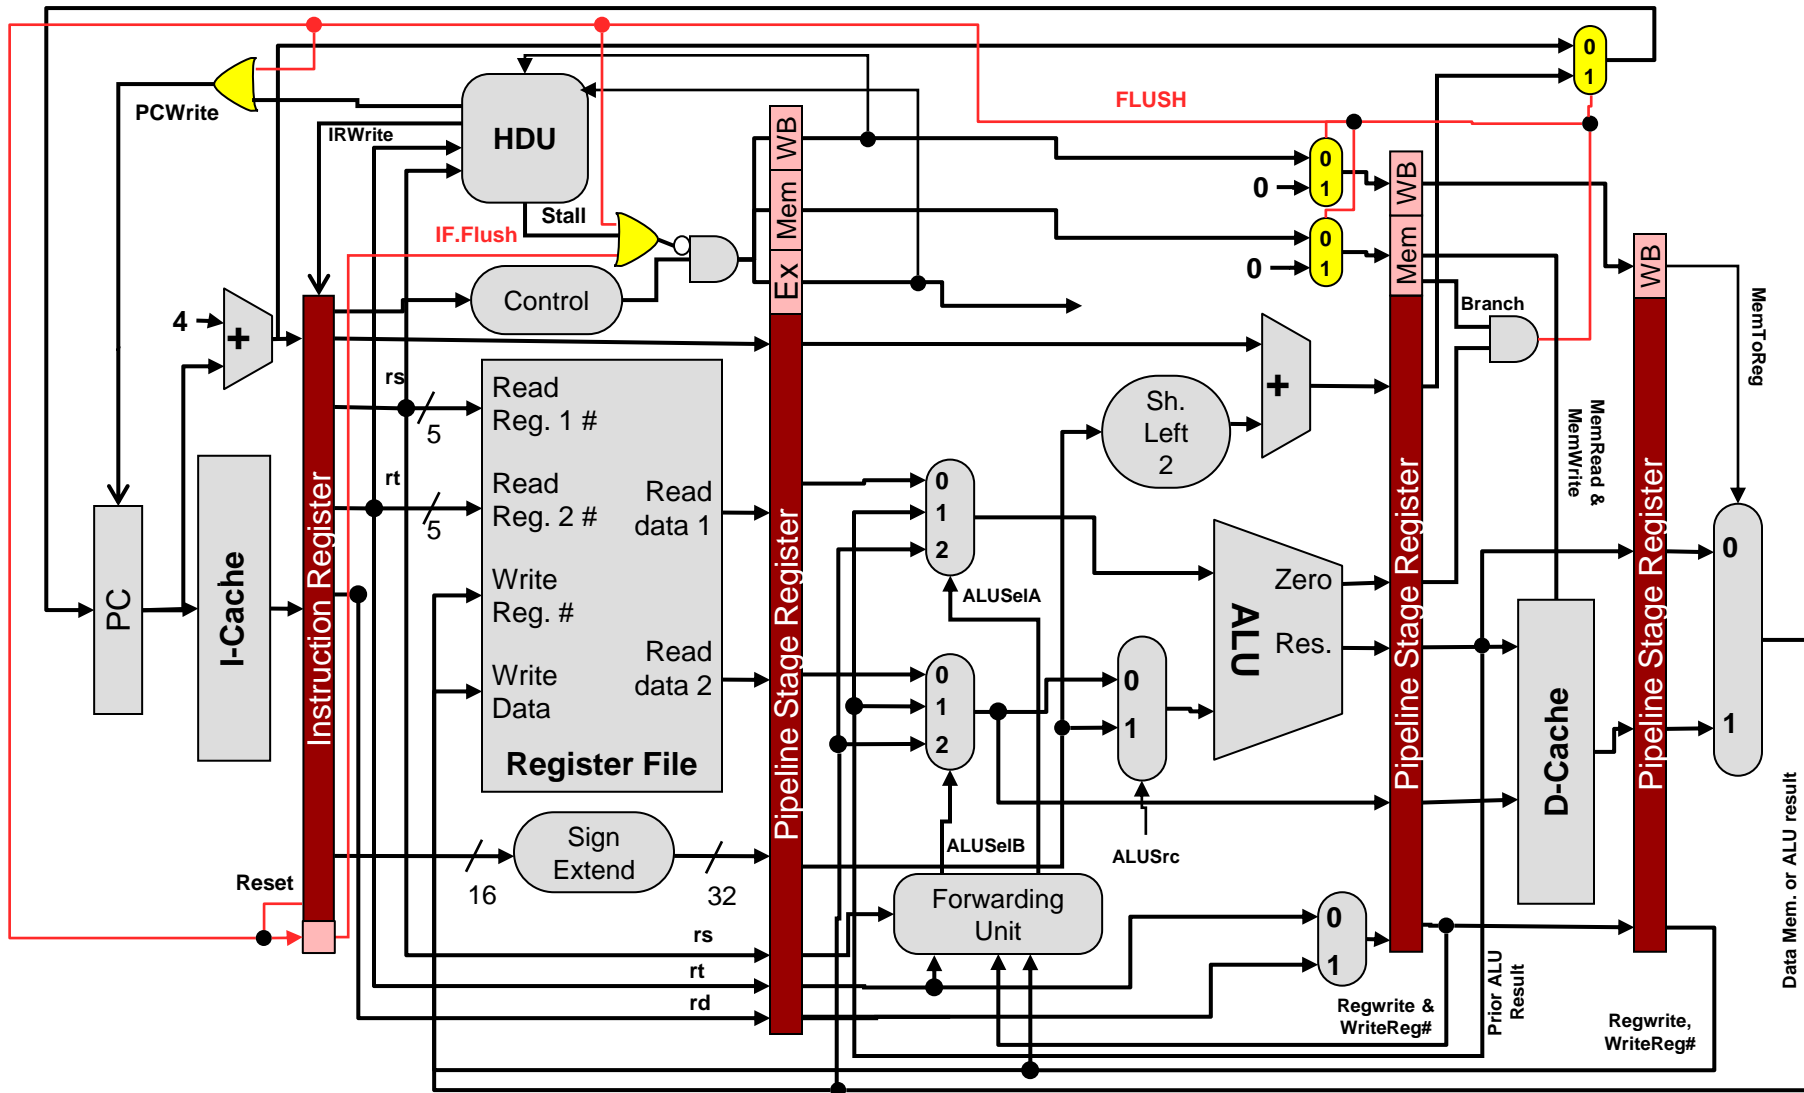 0
1
FLUSH
PCWrite
IRWrite
HDU
Stall
IF.Flush
WB
Mem
Ex
0
1
0
0
1
0
WB
Mem
WB
Branch
MemToReg
4
+
Control
rs
5
rt
5
Read
Reg. 1 #
Read
Reg. 2 #
Read
data 1
Write
Reg. #
Read
data 2
Write
Data
Register File
PC
I-Cache
Instruction Register
Pipeline Stage Register
Sh.
Left
2
+
0
1
2
ALUSelA
0
1
2
ALUSelB
0
1
ALUSrc
Zero
ALU
Res.
Pipeline Stage Register
MemRead &
MemWrite
D-Cache
Pipeline Stage Register
0
1
Data Mem. or ALU result
Sign
Extend
16
32
Reset
Forwarding
Unit
rs
rt
rd
0
1
Regwrite &
WriteReg#
Prior ALU
Result
Regwrite,
WriteReg#